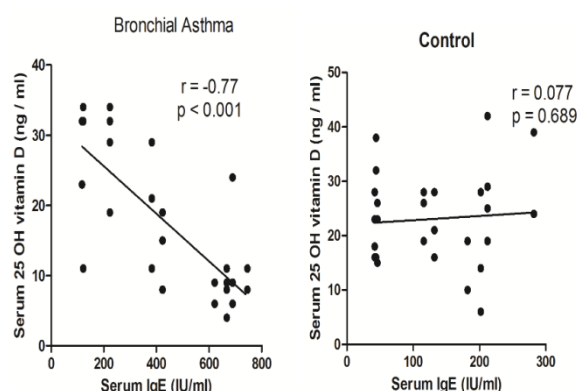 Bronchial Asthma
r = -0.77
p < 0.001
Serum 25 OH vitamin D (ng / ml)
40
30
20
10
0
0 200 400 600 800
Serum IgE (IU/ml)
Control
r = 0.077
p = 0.689
Serum 25 OH vitamin D (ng / ml)
50
40
30
20
10
0
0 100 200 300
Serum IgE (IU/ml)